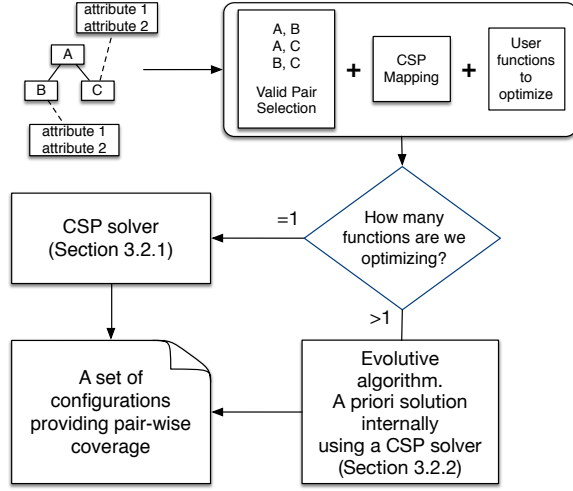 attribute 1
attribute 2
A
B
C
attribute 1
attribute 2
A, B
A, C
B, C
Valid Pair
Selection
+
CSP
Mapping
+
User
functions
to
optimize
How many
functions are we
optimizing?
=1
>1
CSP solver
(Section 3.2.1)
A set of
configurations
providing pair-wise
coverage
Evolutive
algorithm.
A priori solution
internally
using a CSP solver
(Section 3.2.2)